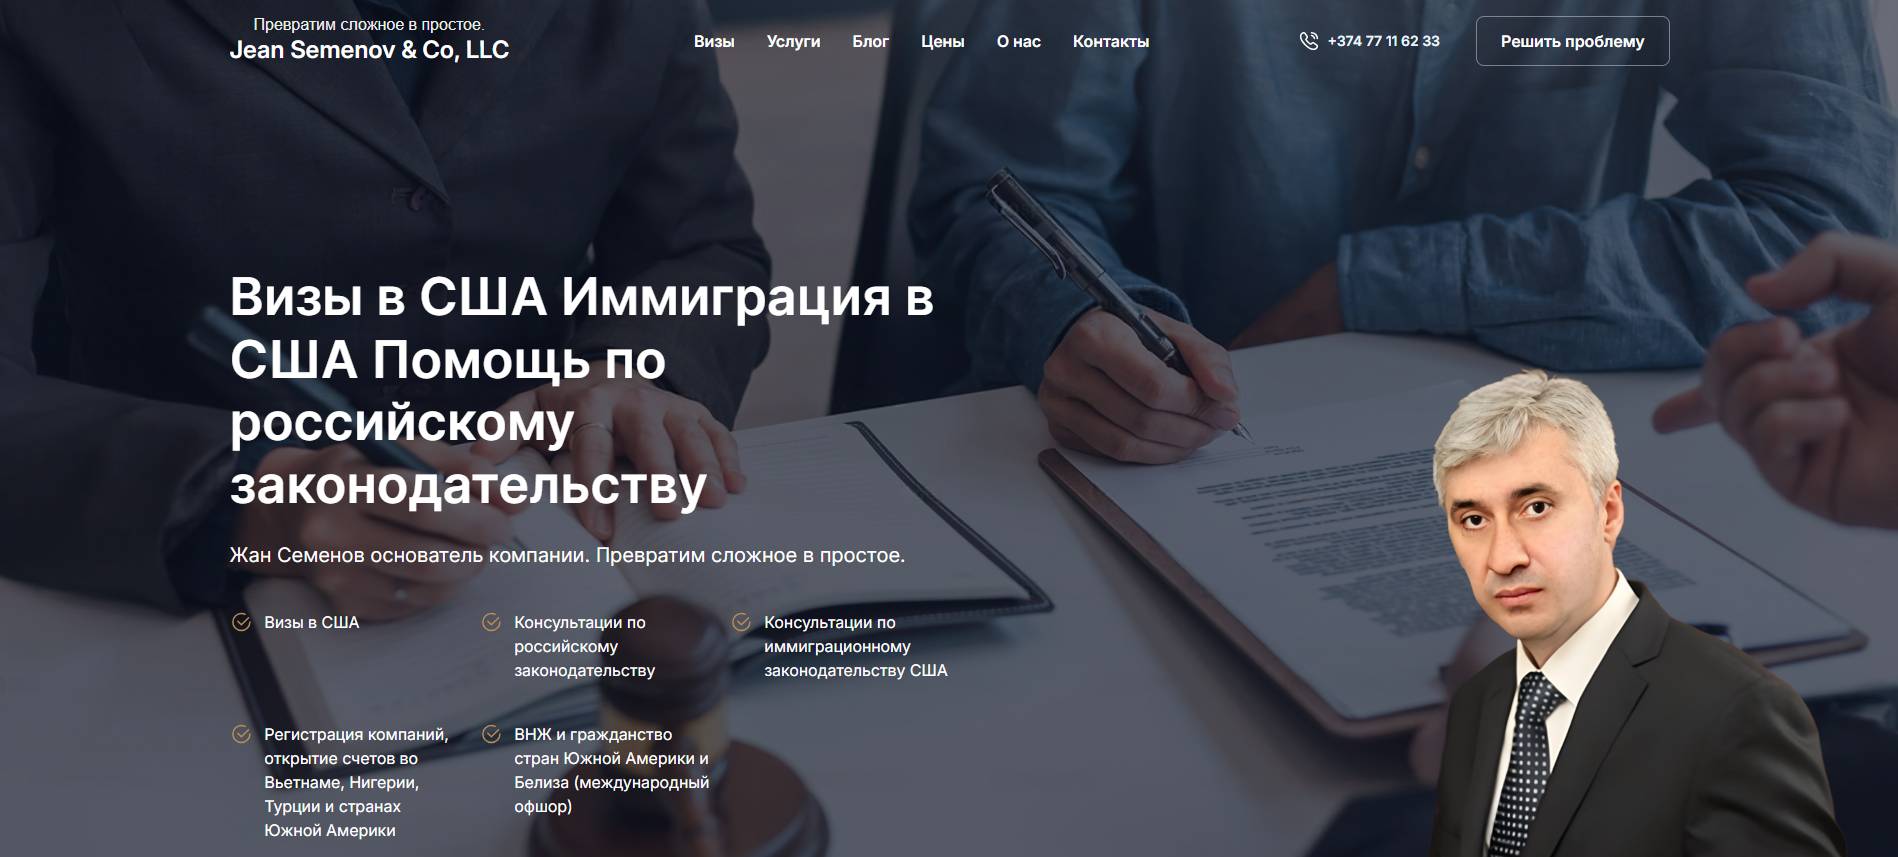 Превратим сложное в простое.
Jean Semenov & Co, LLC
Визы Услуги Блог Цены О нас Контакты
+374 77 11 62 33
Решить проблему
Визы в США Иммиграция в
США Помощь по
российскому
законодательству
Жан Семенов основатель компании. Превратим сложное в простое.
Визы в США
Консультации по
российскому
законодательству
Консультации по
иммиграционному
законодательству США
Регистрация компаний,
открытие счетов во
Вьетнаме, Нигерии,
Турции и странах
Южной Америки
ВНЖ и гражданство
стран Южной Америки и
Белиза (международный
офшор)